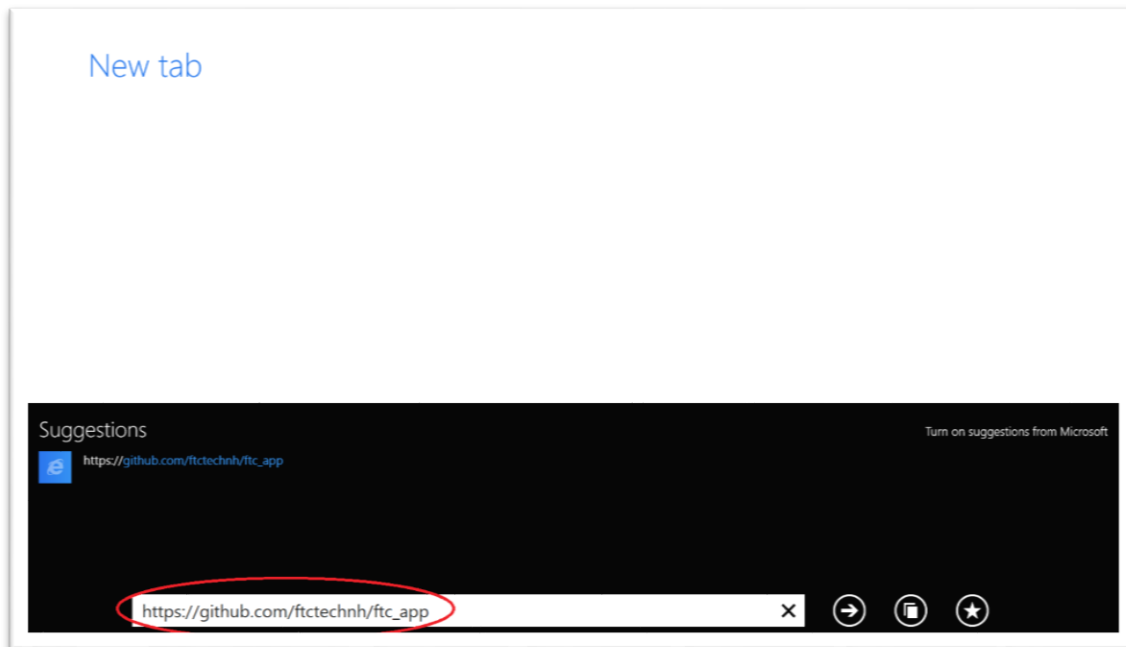 New tab
Suggestions
Turn on suggestions from Microsoft
https://github.com/ftctechnh/ftc_app
https://github.com/ftctechnh/ftc_app